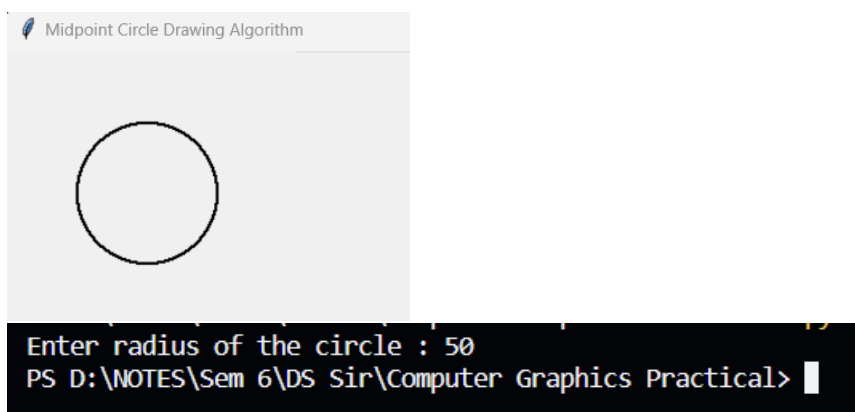 Midpoint Circle Drawing Algorithm
Enter radius of the circle : 50
PS D:\NOTES\Sem 6\DS Sir\Computer Graphics Practical>